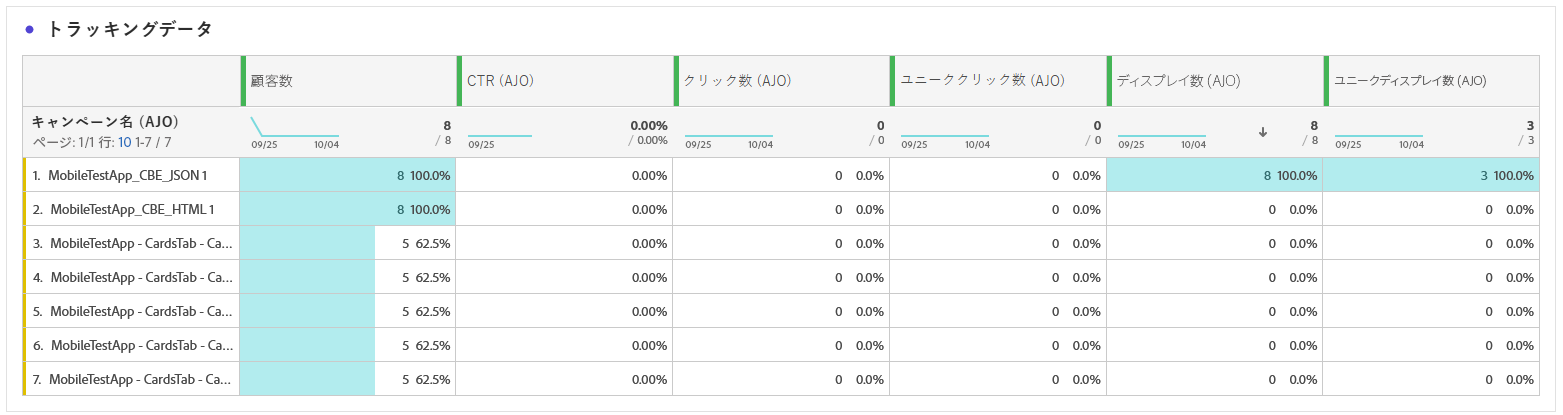 トラッキングデータ
顧客数 CTR (AJO) クリック数 (AJO) ユニーククリック数 (AJO) ディスプレイ数 (AJO) ユニークディスプレイ数 (AJO)
キャンペーン名 (AJO) 8 0.00% 0 0 ↓ 8 3
ページ: 1/1 行: 10 1-7 / 7 / 8 / 0.00% / 0 / 0 / 8 / 3
09/25 10/04 09/25 09/25 10/04 09/25 10/04 09/25 10/04 09/25 10/04
1. MobileTestApp_CBE_JSON 1 8 100.0% 0.00% 0 0.0% 0 0.0% 8 100.0% 3 100.0%
2. MobileTestApp_CBE_HTML 1 8 100.0% 0.00% 0 0.0% 0 0.0% 0 0.0% 0 0.0%
3. MobileTestApp - CardsTab - Ca... 5 62.5% 0.00% 0 0.0% 0 0.0% 0 0.0% 0 0.0%
4. MobileTestApp - CardsTab - Ca... 5 62.5% 0.00% 0 0.0% 0 0.0% 0 0.0% 0 0.0%
5. MobileTestApp - CardsTab - Ca... 5 62.5% 0.00% 0 0.0% 0 0.0% 0 0.0% 0 0.0%
6. MobileTestApp - CardsTab - Ca... 5 62.5% 0.00% 0 0.0% 0 0.0% 0 0.0% 0 0.0%
7. MobileTestApp - CardsTab - Ca... 5 62.5% 0.00% 0 0.0% 0 0.0% 0 0.0% 0 0.0%